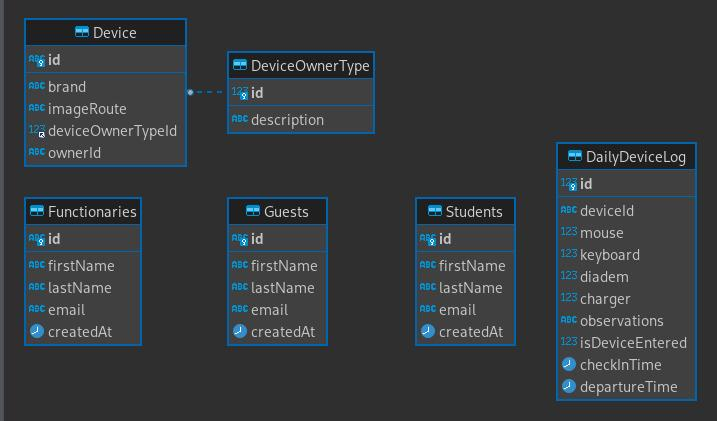 Device
id
brand
imageRoute
deviceOwnerTypeId
ownerId
DeviceOwnerType
id
description
Functionaries
id
firstName
lastName
email
createdAt
Guests
id
firstName
lastName
email
createdAt
Students
id
firstName
lastName
email
createdAt
DailyDeviceLog
id
deviceId
mouse
keyboard
diadem
charger
observations
isDeviceEntered
checkInTime
departureTime